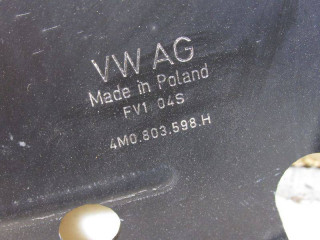 VW AG
Made in Poland
FV1 04S
4M0.803.598.H